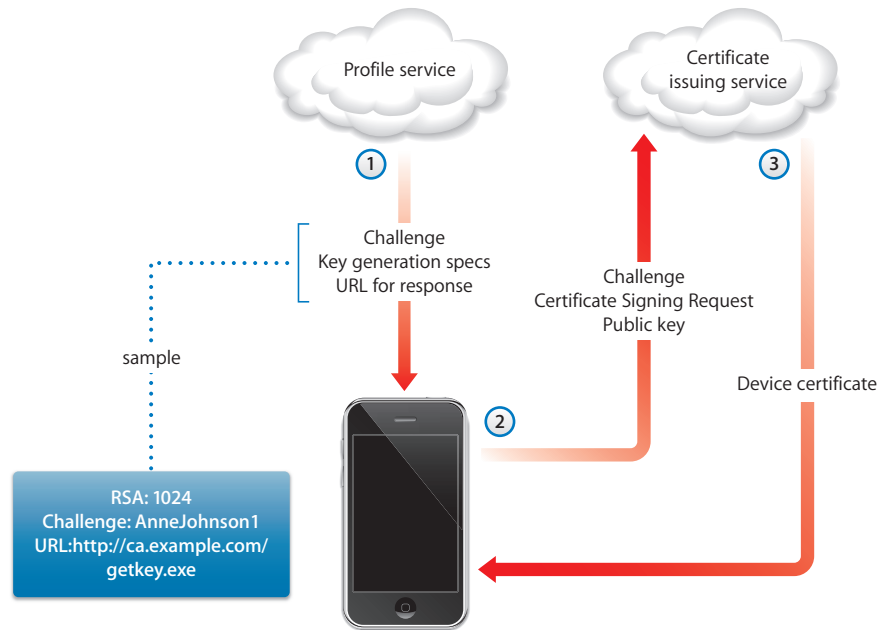 Profile service
Certificate
issuing service
1
3
Challenge
Key generation specs
URL for response
Challenge
Certificate Signing Request
Public key
sample
Device certificate
2
RSA: 1024
Challenge: AnneJohnson1
URL:http://ca.example.com/
getkey.exe